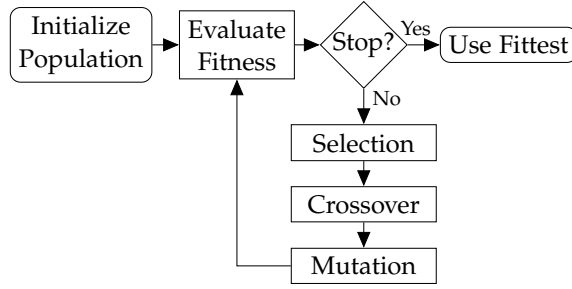 Initialize
Population
Evaluate
Fitness
Stop?
Yes
Use Fittest
No
Selection
Crossover
Mutation